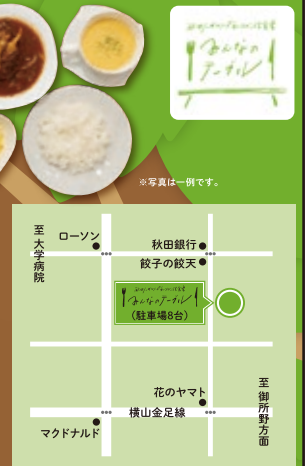 みんなの
テーブル
※写真は一例です。
至 大学病院
ローソン
秋田銀行
餃子の餃天
みんなのテーブル
(駐車場8台)
花のヤマト
横山金足線
マクドナルド
至 御所野方面